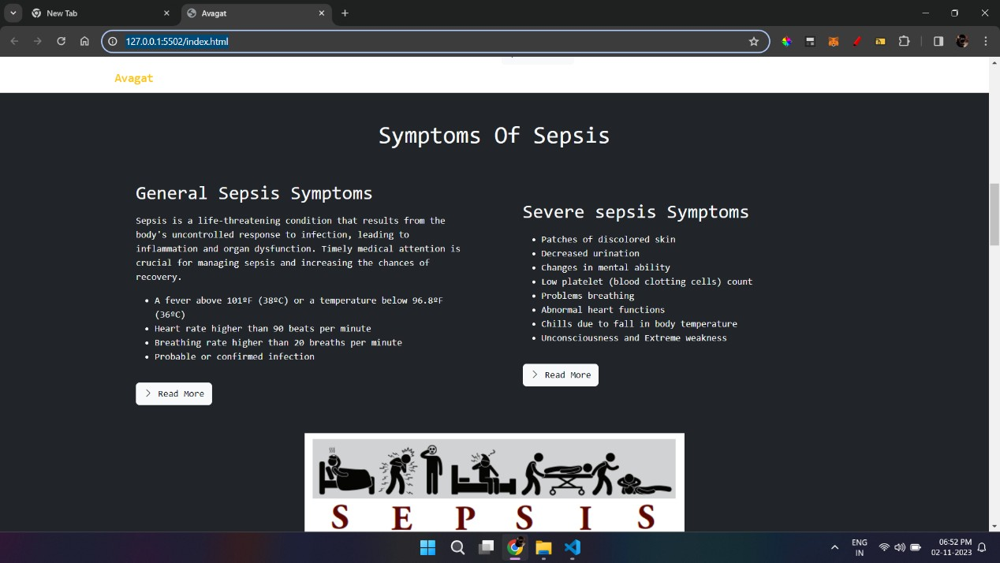 New Tab
Avagat
127.0.0.1:5502/index.html
Avagat
Symptoms Of Sepsis
General Sepsis Symptoms
Sepsis is a life-threatening condition that results from the
body's uncontrolled response to infection, leading to
inflammation and organ dysfunction. Timely medical attention is
crucial for managing sepsis and increasing the chances of
recovery.
• A fever above 101ºF (38ºC) or a temperature below 96.8ºF
(36ºC)
• Heart rate higher than 90 beats per minute
• Breathing rate higher than 20 breaths per minute
• Probable or confirmed infection
Read More
Severe sepsis Symptoms
• Patches of discolored skin
• Decreased urination
• Changes in mental ability
• Low platelet (blood clotting cells) count
• Problems breathing
• Abnormal heart functions
• Chills due to fall in body temperature
• Unconsciousness and Extreme weakness
Read More
S E P S I S
ENG
IN
06:52 PM
02-11-2023